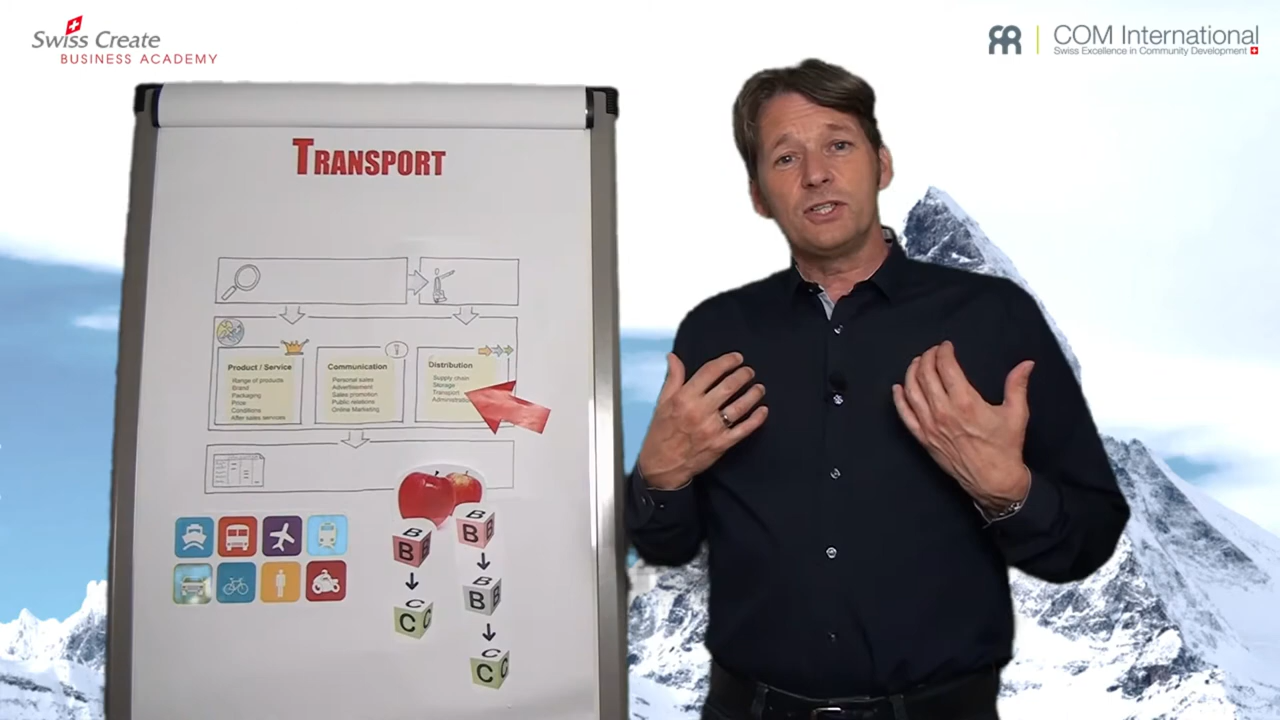 Swiss Create
BUSINESS ACADEMY
COM International
Swiss Excellence in Community Development
TRANSPORT
Product / Service
Range of products
Brand
Packaging
Price
Conditions
After sales services
Communication
Personal sales
Advertisement
Sales promotion
Public relations
Online Marketing
Distribution
Supply chain
Storage
Transport
B
B
B
B
B
B
B
C
C
C
C
C